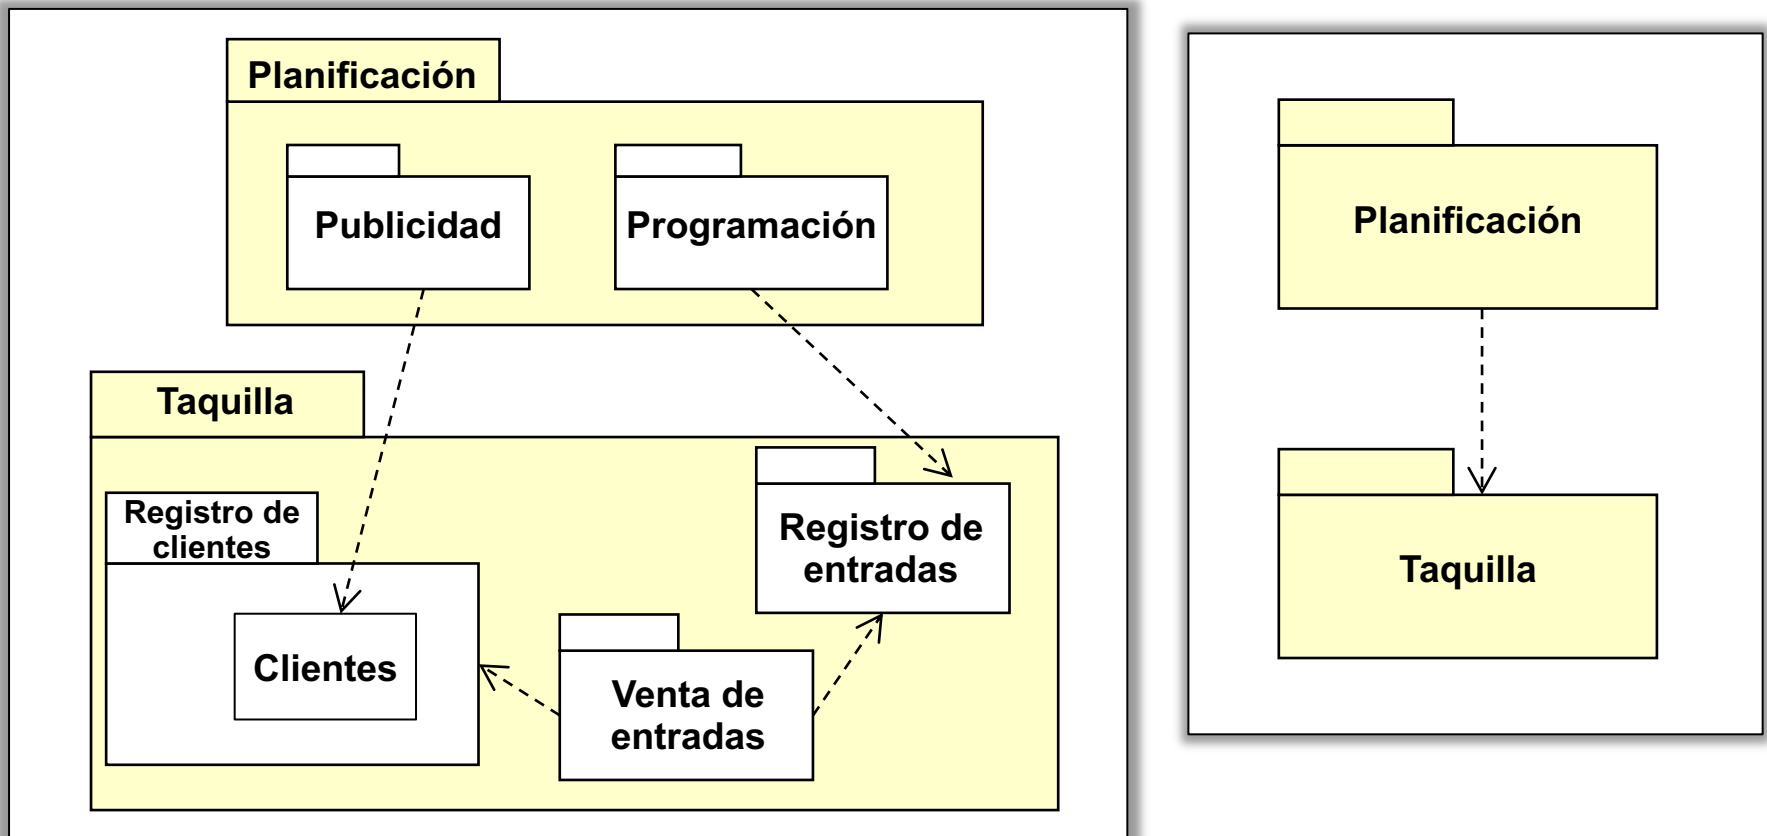 Planificación
Publicidad
Programación
Taquilla
Registro de
clientes
Clientes
Registro de
entradas
Venta de
entradas
Planificación
Taquilla